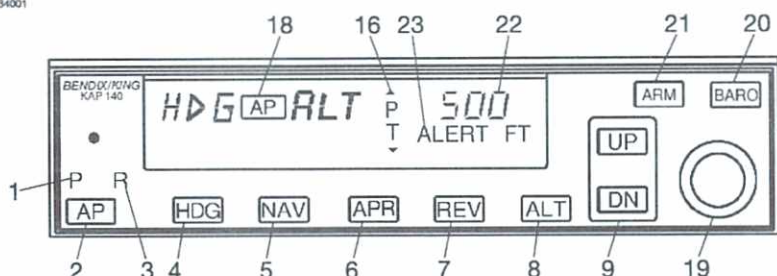 84001
18 16 23 22 21 20
BENDIX/KING
KAP 140
HDG AP ALT P 500 ARM BARO
T ALERT FT
UP
1 P R
AP HDG NAV APR REV ALT DN
2 3 4 5 6 7 8 9 19